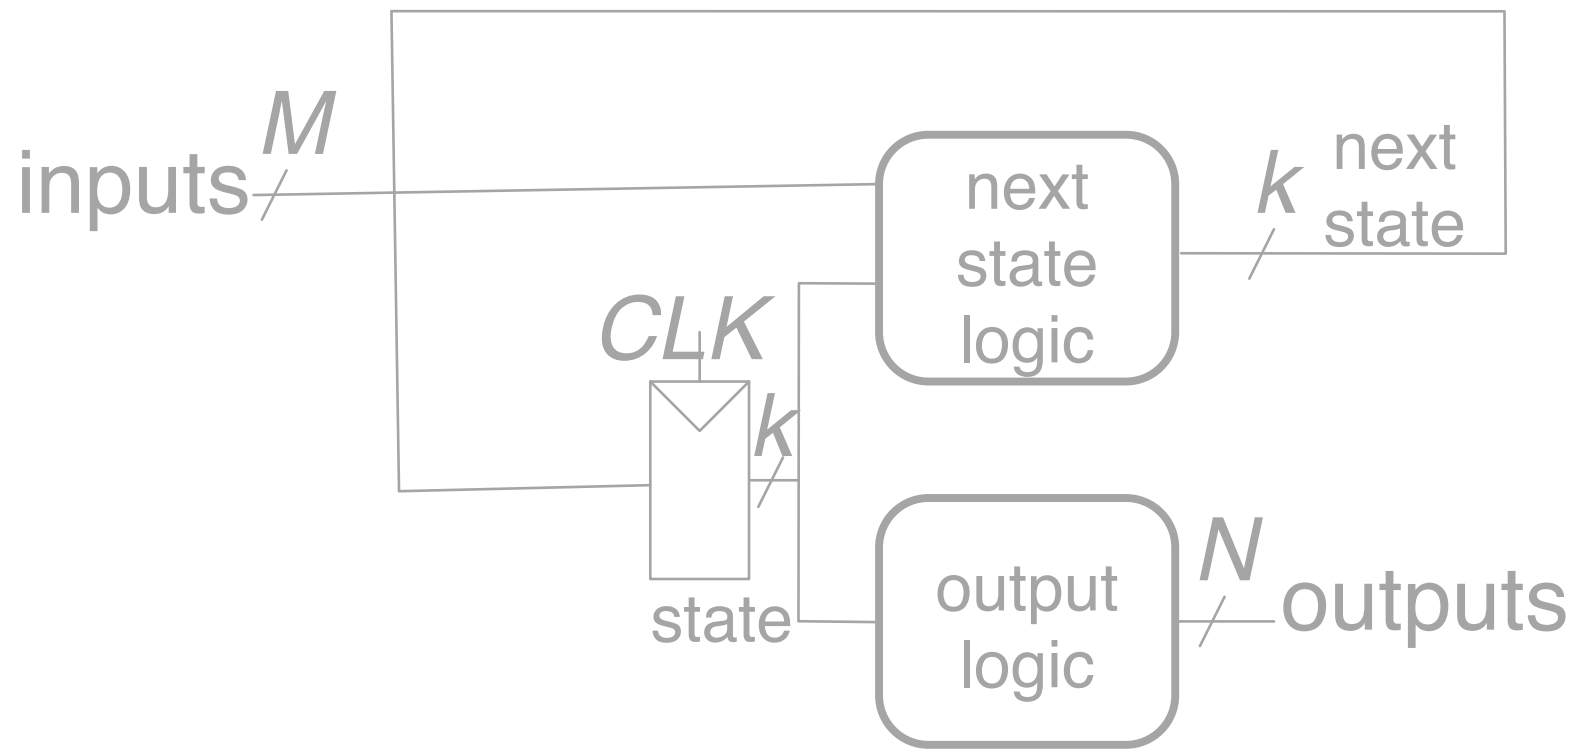 M
inputs
next
state
logic
k
next
state
CLK
k
state
output
logic
N
outputs